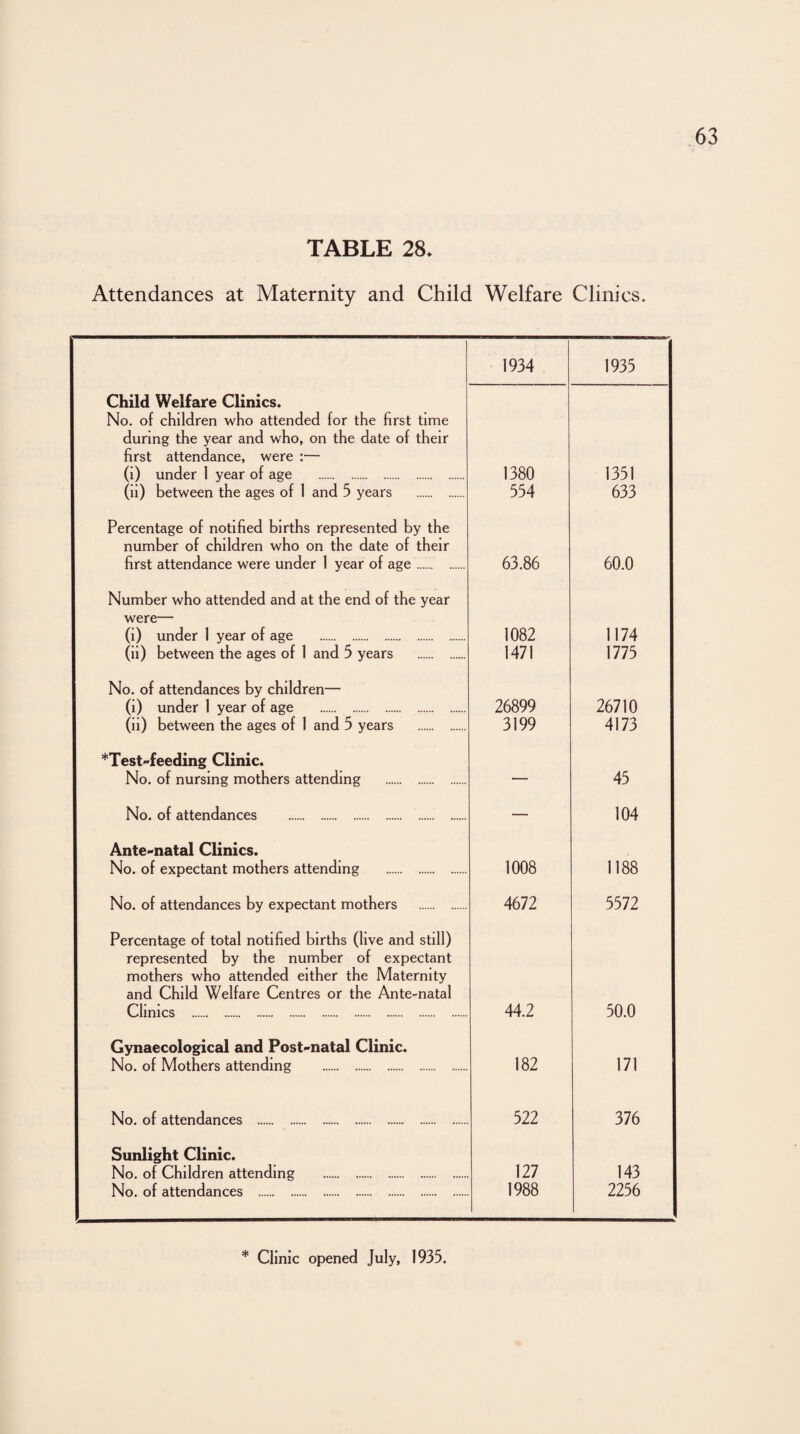 63
TABLE 28.
Attendances at Maternity and Child Welfare Clinics.
1934 1935
Child Welfare Clinics.
No. of children who attended for the first time
during the year and who, on the date of their
first attendance, were :—
(i) under 1 year of age ...... ...... ...... ...... ...... 1380 1351
(ii) between the ages of 1 and 5 years ...... ...... 554 633
Percentage of notified births represented by the
number of children who on the date of their
first attendance were under 1 year of age ...... ...... 63.86 60.0
Number who attended and at the end of the year
were—
(i) under 1 year of age ...... ...... ...... ...... ...... 1082 1174
(ii) between the ages of 1 and 5 years ...... ...... 1471 1775
No. of attendances by children—
(i) under 1 year of age ...... ...... ...... ...... ...... 26899 26710
(ii) between the ages of 1 and 5 years ...... ...... 3199 4173
*Test-feeding Clinic.
No. of nursing mothers attending ...... ...... ...... — 45
No. of attendances ...... ...... ...... ...... ...... ...... — 104
Ante-natal Clinics.
No. of expectant mothers attending ...... ...... ...... 1008 1188
No. of attendances by expectant mothers ...... ...... 4672 5572
Percentage of total notified births (live and still)
represented by the number of expectant
mothers who attended either the Maternity
and Child Welfare Centres or the Ante-natal
Clinics ...... ...... ...... ...... ...... ...... ...... ...... ...... 44.2 50.0
Gynaecological and Post-natal Clinic.
No. of Mothers attending ...... ...... ...... ...... ...... 182 171
No. of attendances ...... ...... ...... ...... ...... ...... ...... 522 376
Sunlight Clinic.
No. of Children attending ...... ...... ...... ...... ...... 127 143
No. of attendances ...... ...... ...... ...... ...... ...... ...... 1988 2256
* Clinic opened July, 1935.